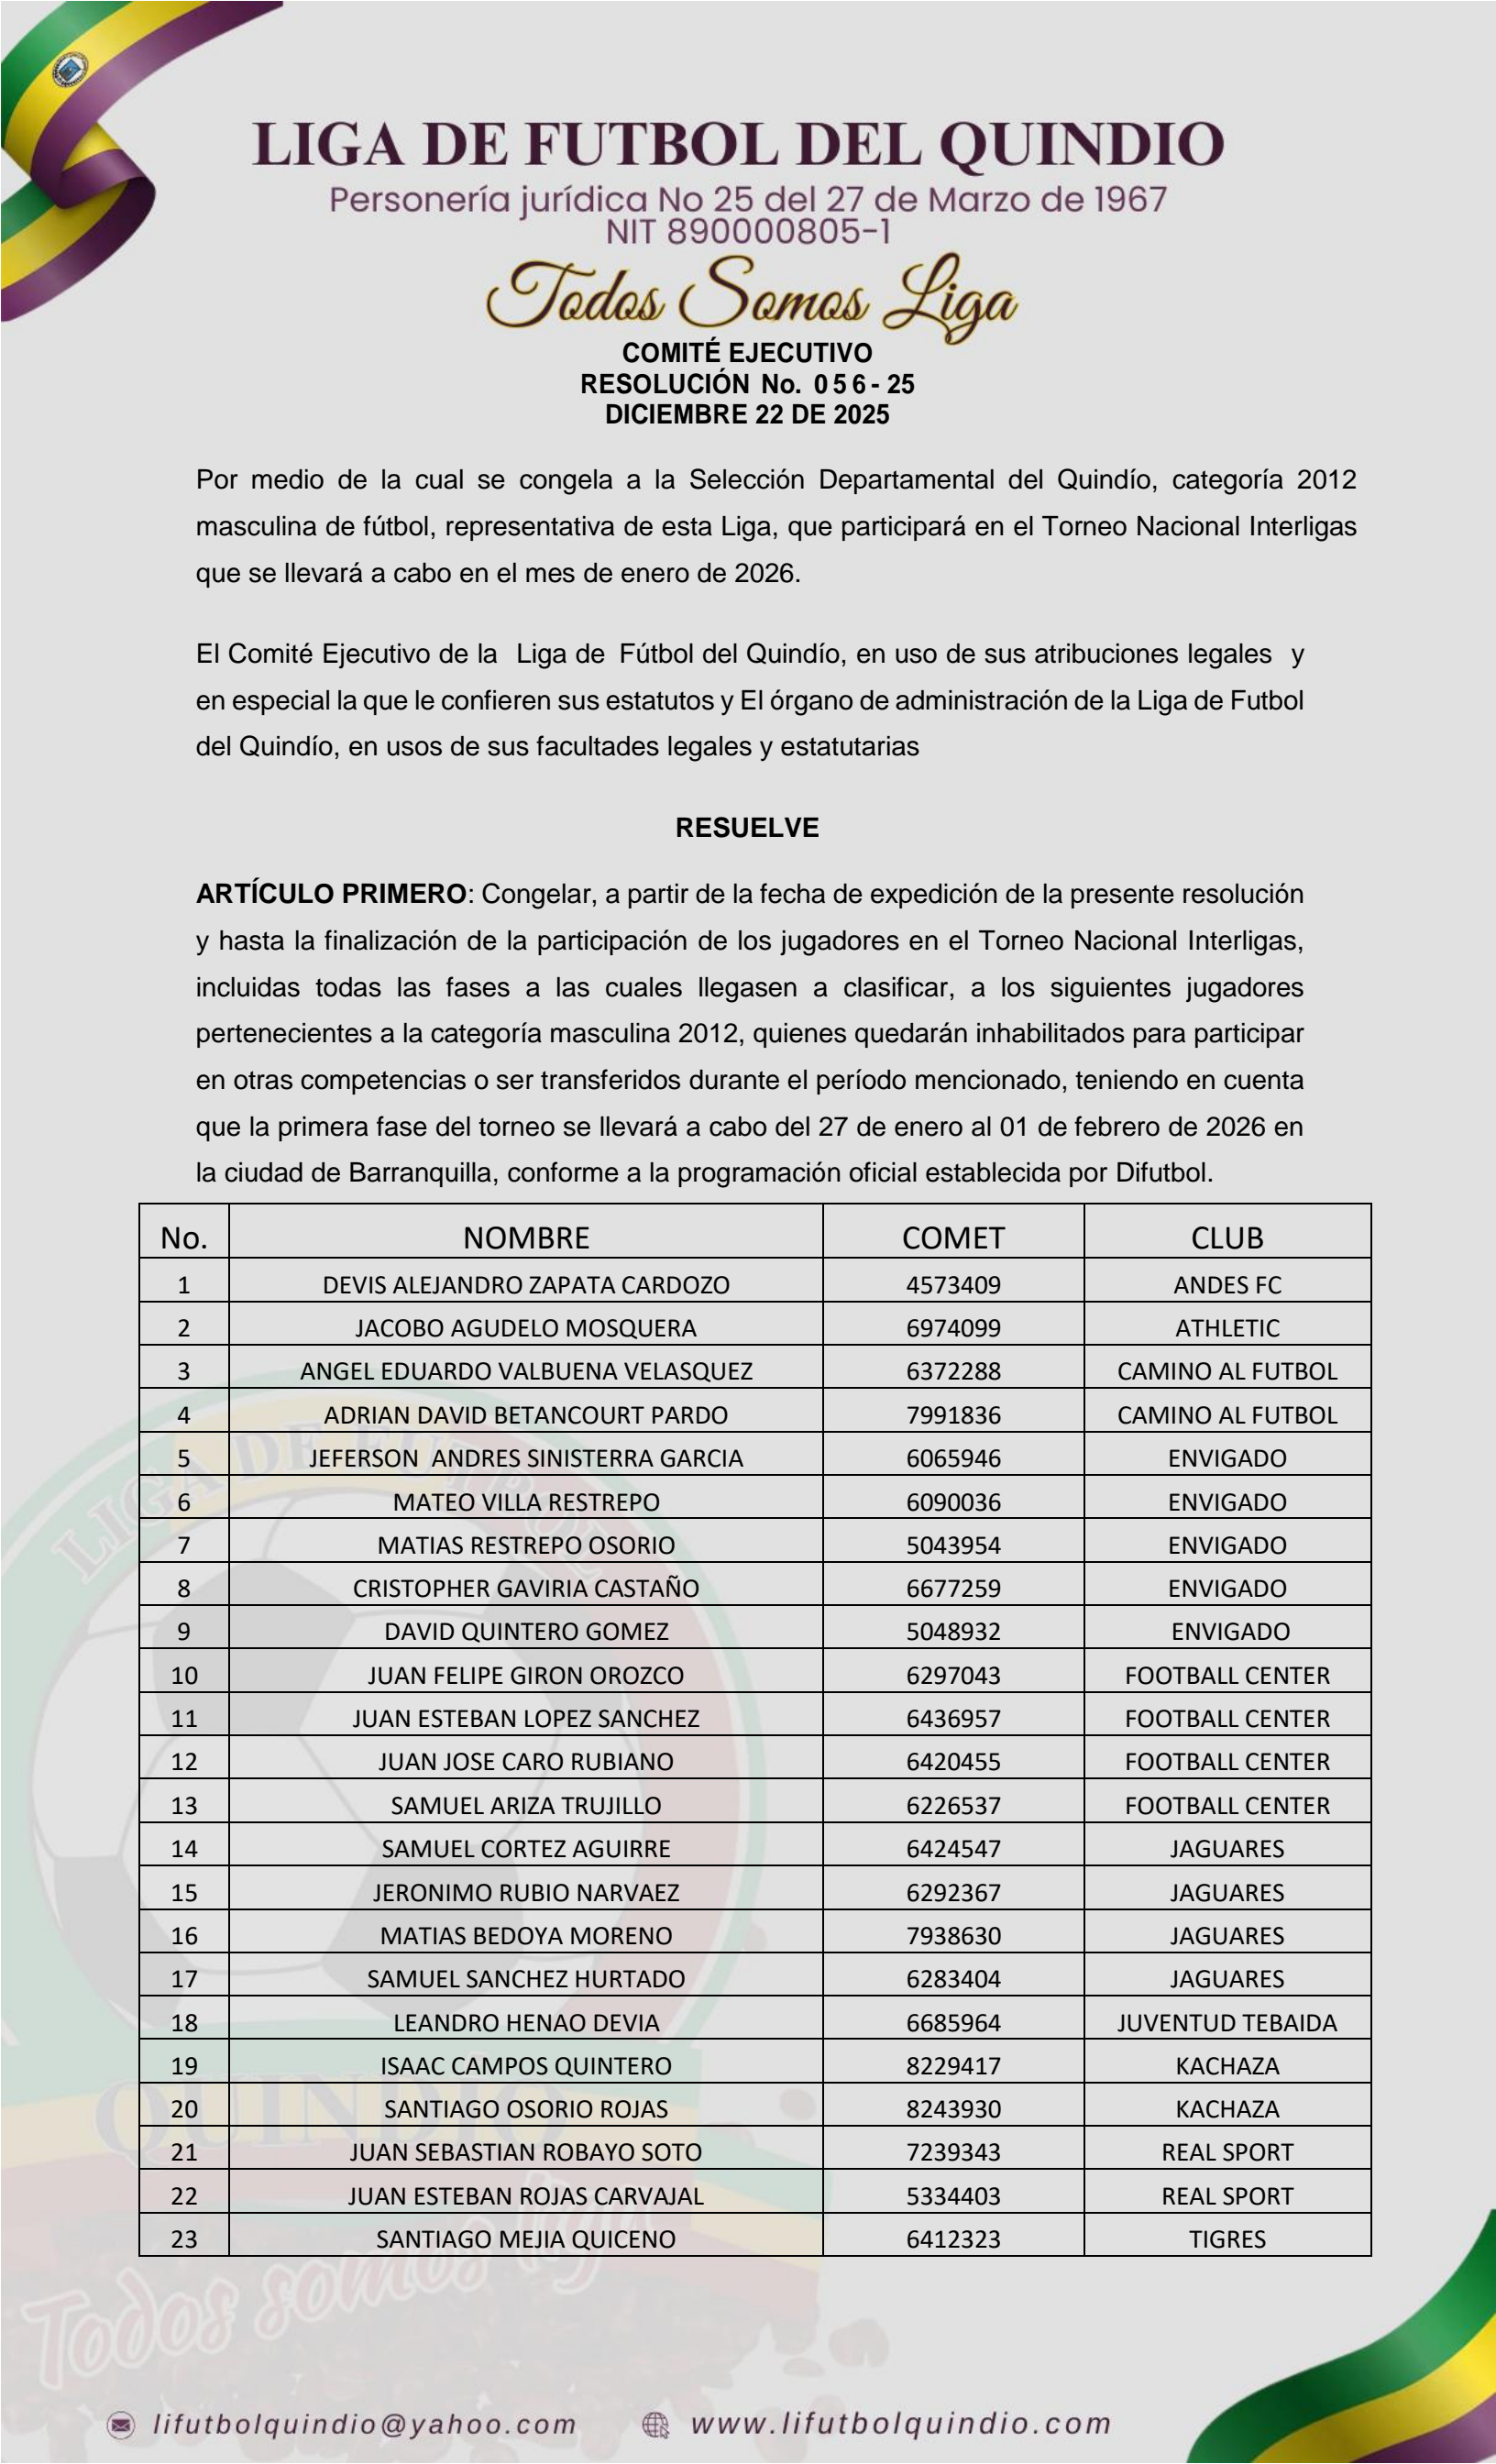 LIGA DE FUTBOL DEL QUINDIO
Personería jurídica No 25 del 27 de Marzo de 1967
NIT 890000805-1
Todos Somos Liga
COMITÉ EJECUTIVO
RESOLUCIÓN No. 056-25
DICIEMBRE 22 DE 2025
Por medio de la cual se congela a la Selección Departamental del Quindío, categoría 2012
masculina de fútbol, representativa de esta Liga, que participará en el Torneo Nacional Interligas
que se llevará a cabo en el mes de enero de 2026.
El Comité Ejecutivo de la Liga de Fútbol del Quindío, en uso de sus atribuciones legales y
en especial la que le confieren sus estatutos y El órgano de administración de la Liga de Futbol
del Quindío, en usos de sus facultades legales y estatutarias
RESUELVE
ARTÍCULO PRIMERO: Congelar, a partir de la fecha de expedición de la presente resolución
y hasta la finalización de la participación de los jugadores en el Torneo Nacional Interligas,
incluidas todas las fases a las cuales llegasen a clasificar, a los siguientes jugadores
pertenecientes a la categoría masculina 2012, quienes quedarán inhabilitados para participar
en otras competencias o ser transferidos durante el período mencionado, teniendo en cuenta
que la primera fase del torneo se llevará a cabo del 27 de enero al 01 de febrero de 2026 en
la ciudad de Barranquilla, conforme a la programación oficial establecida por Difutbol.
No. NOMBRE COMET CLUB
1 DEVIS ALEJANDRO ZAPATA CARDOZO 4573409 ANDES FC
2 JACOBO AGUDELO MOSQUERA 6974099 ATHLETIC
3 ANGEL EDUARDO VALBUENA VELASQUEZ 6372288 CAMINO AL FUTBOL
4 ADRIAN DAVID BETANCOURT PARDO 7991836 CAMINO AL FUTBOL
5 JEFERSON ANDRES SINISTERRA GARCIA 6065946 ENVIGADO
6 MATEO VILLA RESTREPO 6090036 ENVIGADO
7 MATIAS RESTREPO OSORIO 5043954 ENVIGADO
8 CRISTOPHER GAVIRIA CASTAÑO 6677259 ENVIGADO
9 DAVID QUINTERO GOMEZ 5048932 ENVIGADO
10 JUAN FELIPE GIRON OROZCO 6297043 FOOTBALL CENTER
11 JUAN ESTEBAN LOPEZ SANCHEZ 6436957 FOOTBALL CENTER
12 JUAN JOSE CARO RUBIANO 6420455 FOOTBALL CENTER
13 SAMUEL ARIZA TRUJILLO 6226537 FOOTBALL CENTER
14 SAMUEL CORTEZ AGUIRRE 6424547 JAGUARES
15 JERONIMO RUBIO NARVAEZ 6292367 JAGUARES
16 MATIAS BEDOYA MORENO 7938630 JAGUARES
17 SAMUEL SANCHEZ HURTADO 6283404 JAGUARES
18 LEANDRO HENAO DEVIA 6685964 JUVENTUD TEBAIDA
19 ISAAC CAMPOS QUINTERO 8229417 KACHAZA
20 SANTIAGO OSORIO ROJAS 8243930 KACHAZA
21 JUAN SEBASTIAN ROBAYO SOTO 7239343 REAL SPORT
22 JUAN ESTEBAN ROJAS CARVAJAL 5334403 REAL SPORT
23 SANTIAGO MEJIA QUICENO 6412323 TIGRES
LIGA DE FUTBOL
QUINDIO
Todos somos liga
lifutbolquindio@yahoo.com www.lifutbolquindio.com